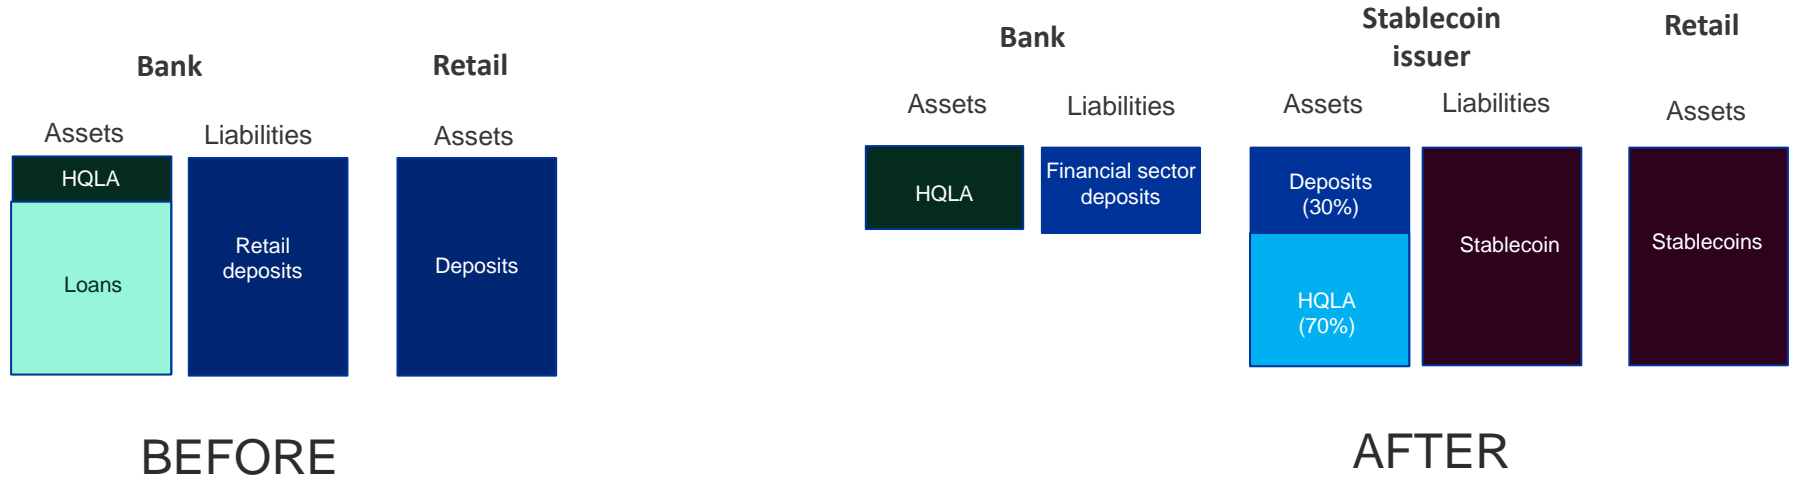 Bank
Retail
Assets
Liabilities
Assets
HQLA
Loans
Retail
deposits
Deposits
BEFORE
Bank
Stablecoin
issuer
Retail
Assets
Liabilities
Assets
Liabilities
Assets
HQLA
Financial sector
deposits
Deposits
(30%)
HQLA
(70%)
Stablecoin
Stablecoins
AFTER